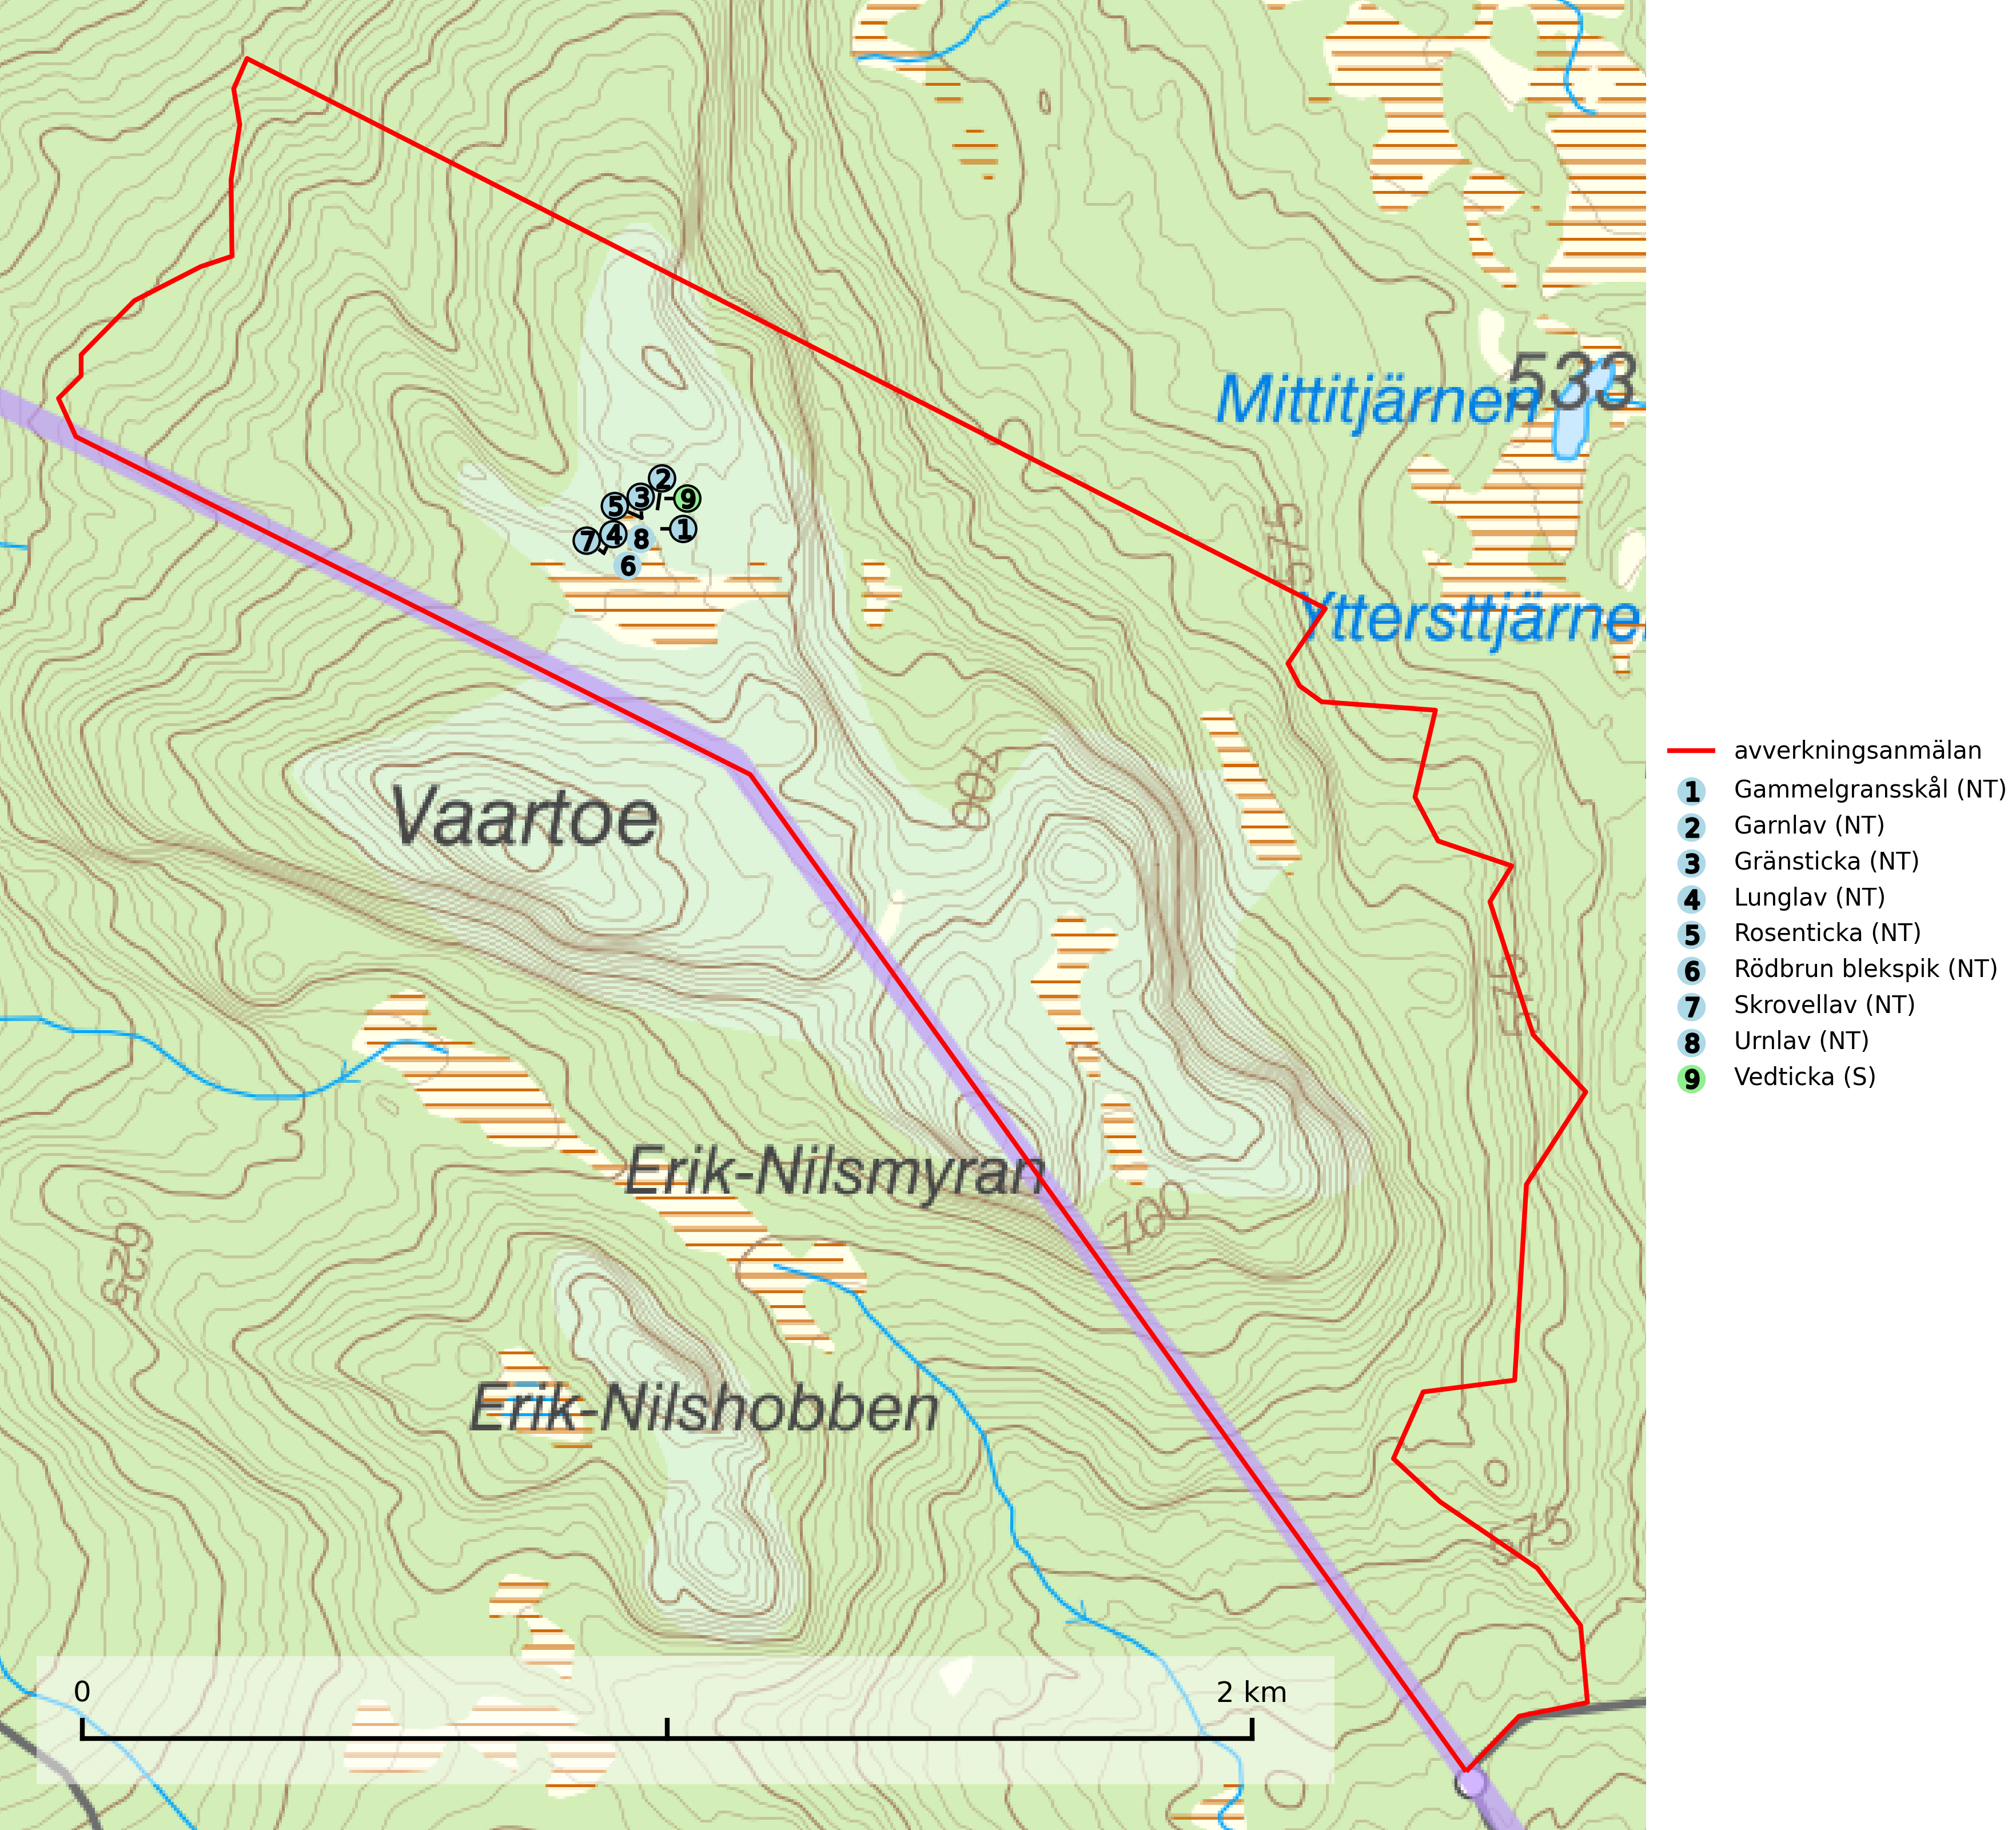 533
Mittitjärnen
575
Yttersttjärne
2
5 3 9
7 4 8 1
6
700
Vaartoe
575
Erik-Nilsmyran
700
625
Erik-Nilshobben
575
0 2 km
avverkningsanmälan
1 Gammelgransskål (NT)
2 Garnlav (NT)
3 Gränsticka (NT)
4 Lunglav (NT)
5 Rosenticka (NT)
6 Rödbrun blekspik (NT)
7 Skrovellav (NT)
8 Urnlav (NT)
9 Vedticka (S)